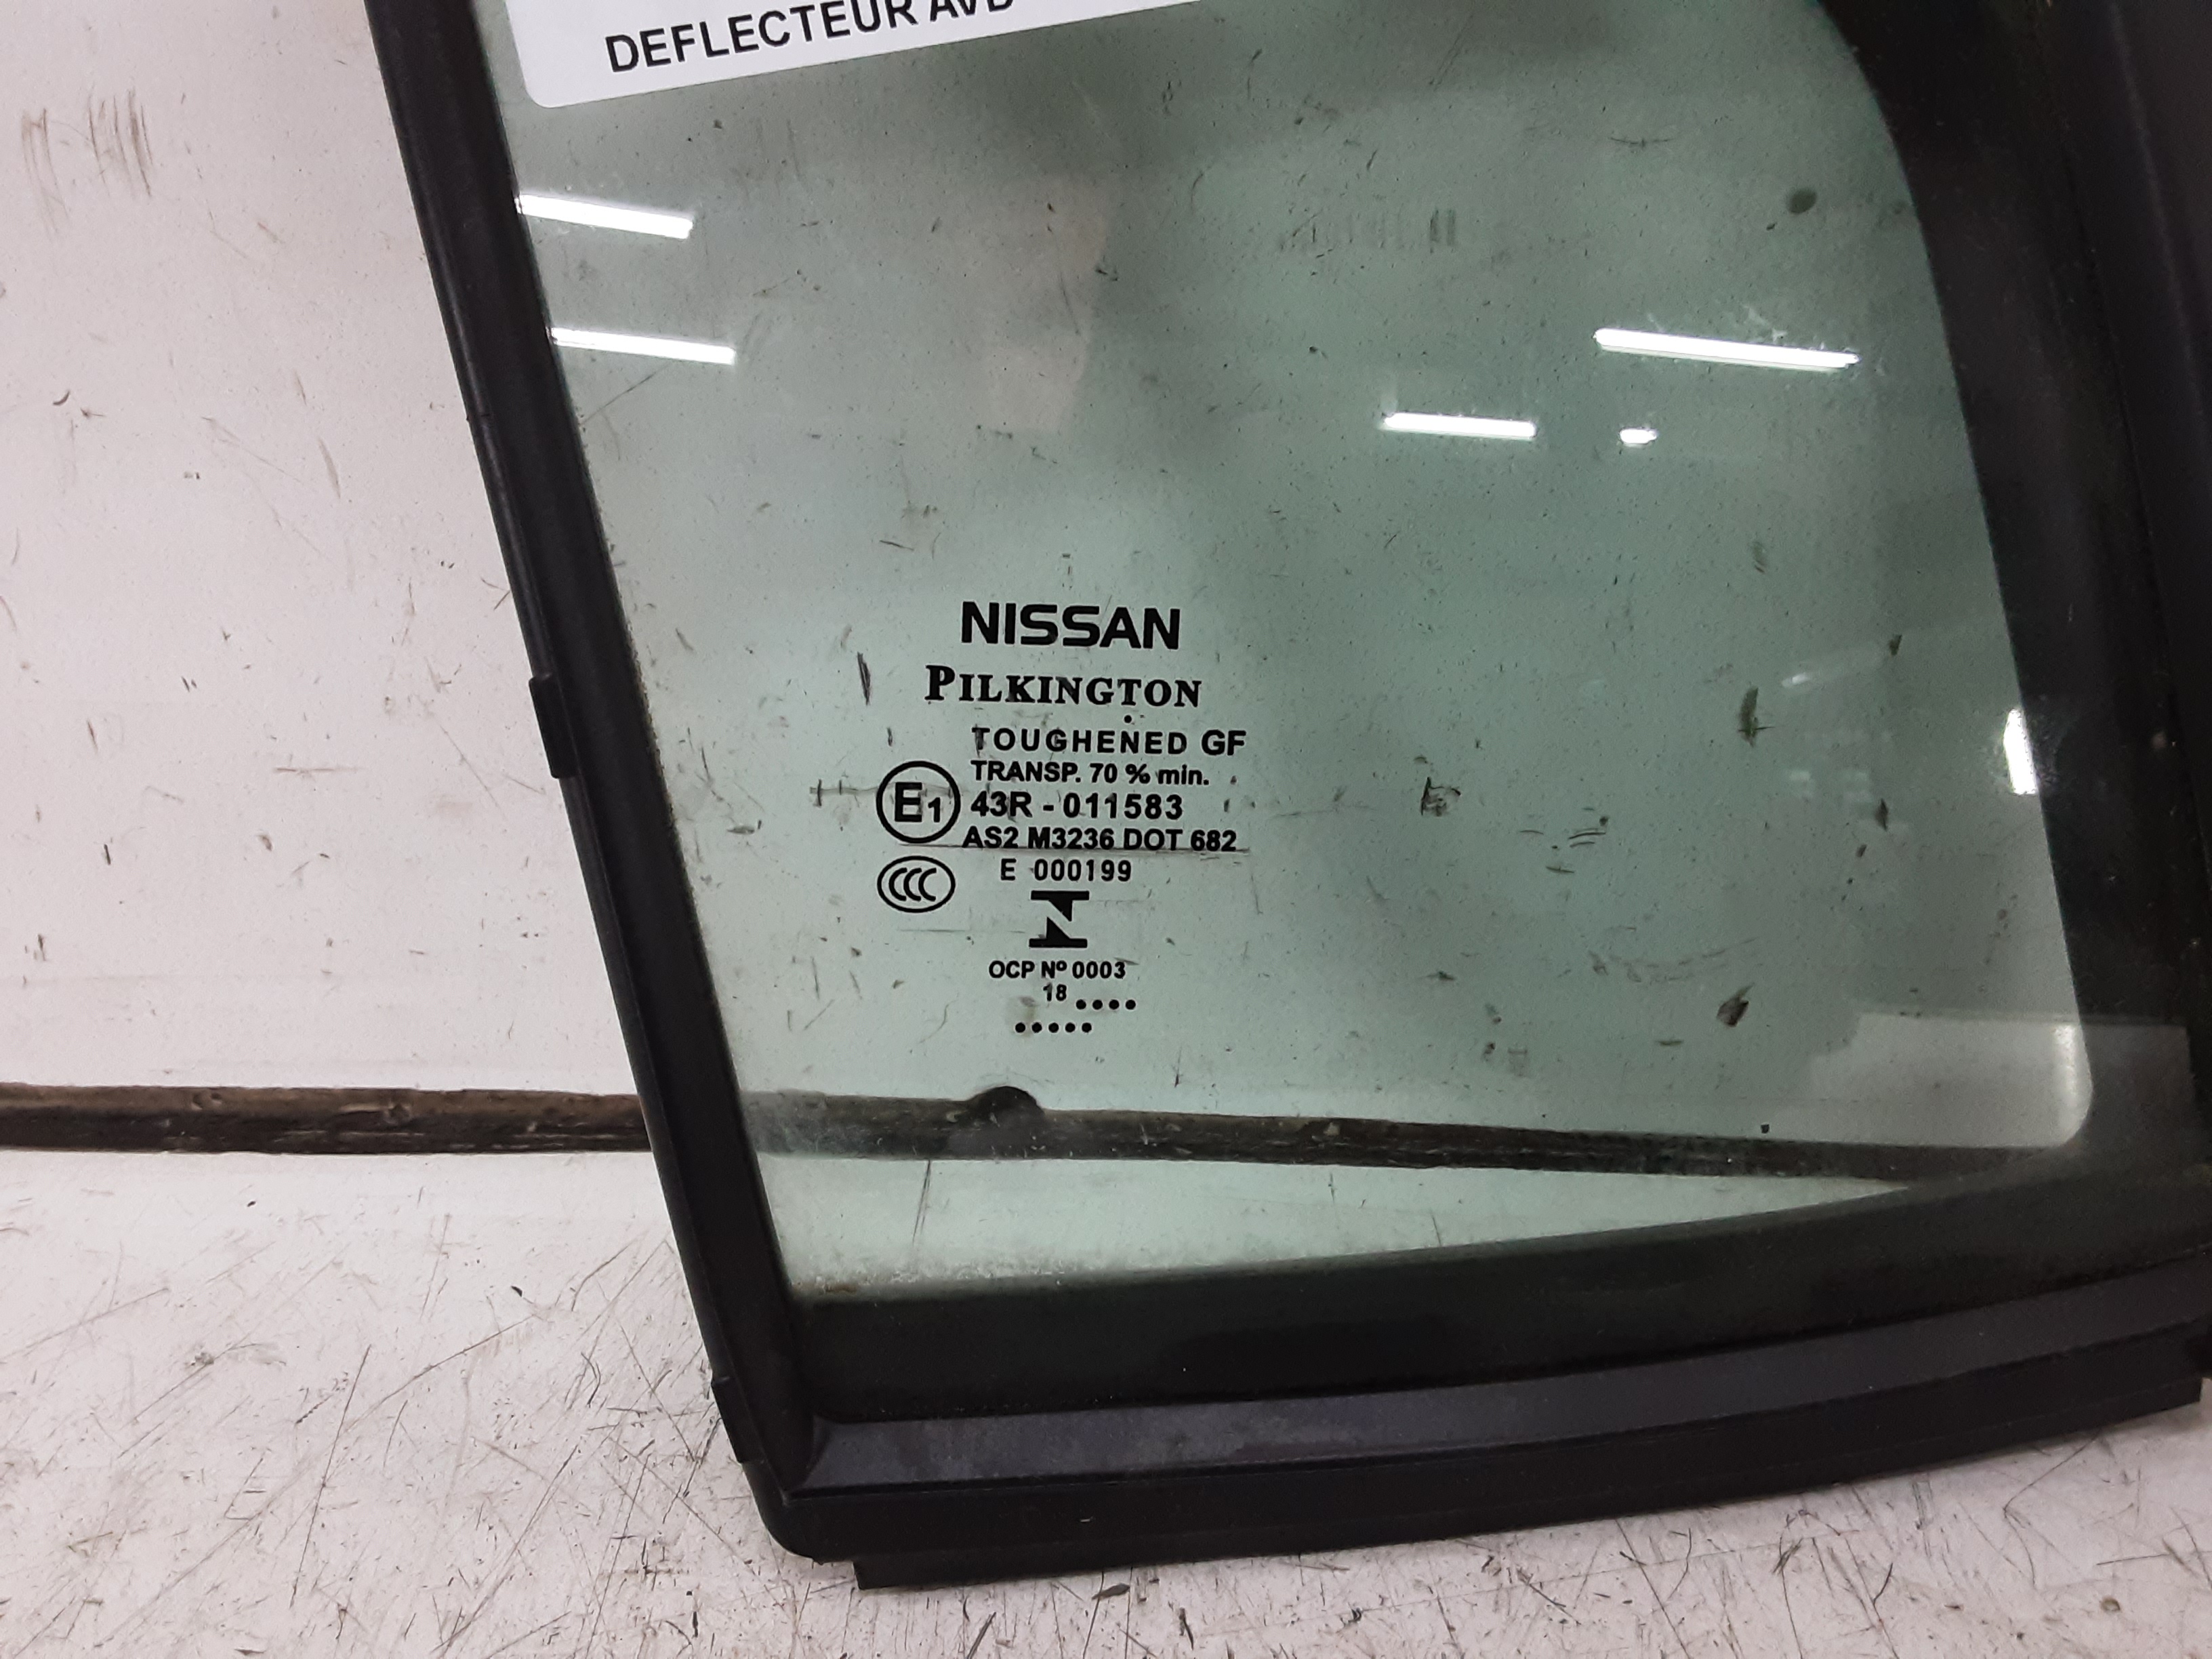 DEFLECTEUR AVD
NISSAN
PILKINGTON
TOUGHENED GF
TRANSP. 70 % min.
E1 43R - 011583
AS2 M3236 DOT 682
CCC E 000199
OCP Nº 0003
18 ....
.....